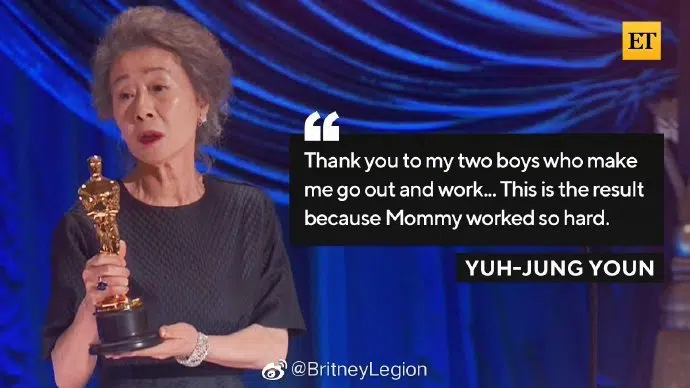 ET
“
Thank you to my two boys who make
me go out and work... This is the result
because Mommy worked so hard.
YUH-JUNG YOUN
@BritneyLegion